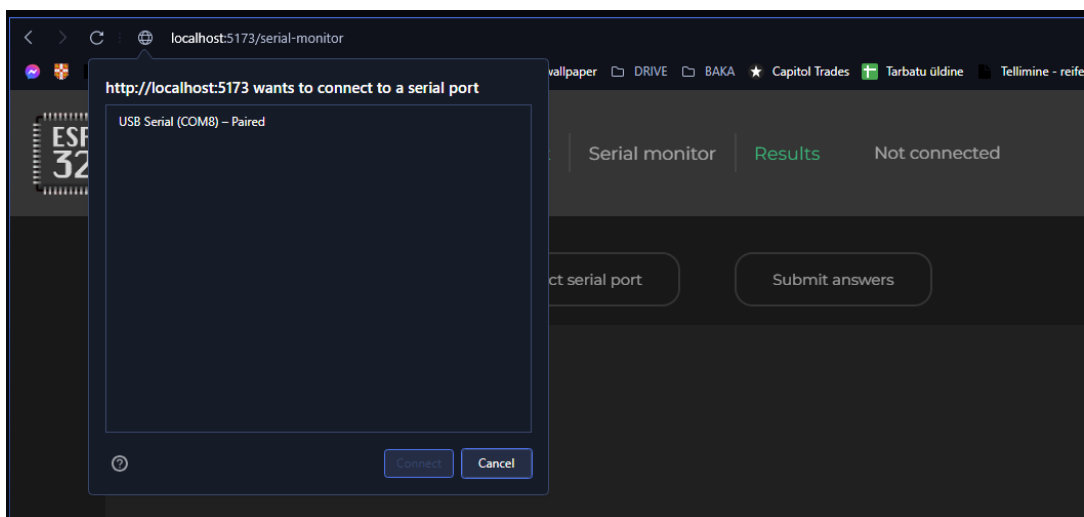 localhost:5173/serial-monitor
wallpaper DRIVE BAKA Capitol Trades Tarbatu üldine Tellimine - reife
http://localhost:5173 wants to connect to a serial port
USB Serial (COM8) – Paired
ESP
32
Serial monitor Results Not connected
ct serial port Submit answers
Connect Cancel